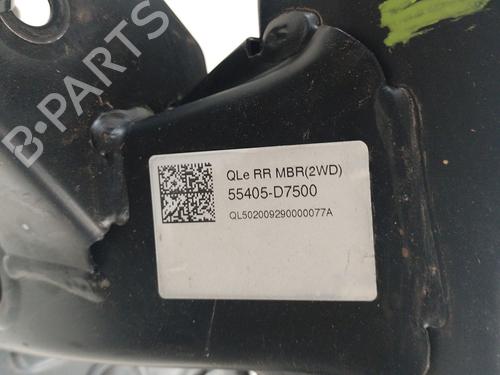 B-PARTS
QLe RR MBR(2WD)
55405-D7500
QL502009290000077A